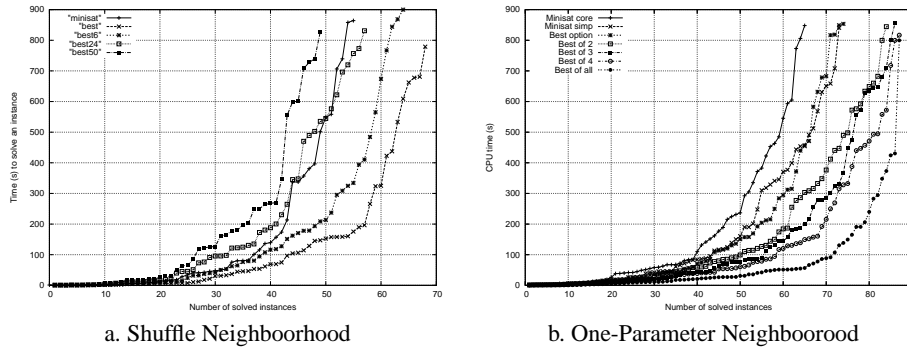 900
800
700
600
500
400
300
200
100
0
Time (s) to solve an instance
"minisat"
"best"
"best6"
"best24"
"best50"
0 10 20 30 40 50 60 70
Number of solved instances
a. Shuffle Neighboorhood
900
800
700
600
500
400
300
200
100
0
CPU time (s)
Minisat core
Minisat simp
Best option
Best of 2
Best of 3
Best of 4
Best of all
0 10 20 30 40 50 60 70 80
Number of solved instances
b. One-Parameter Neighboorood